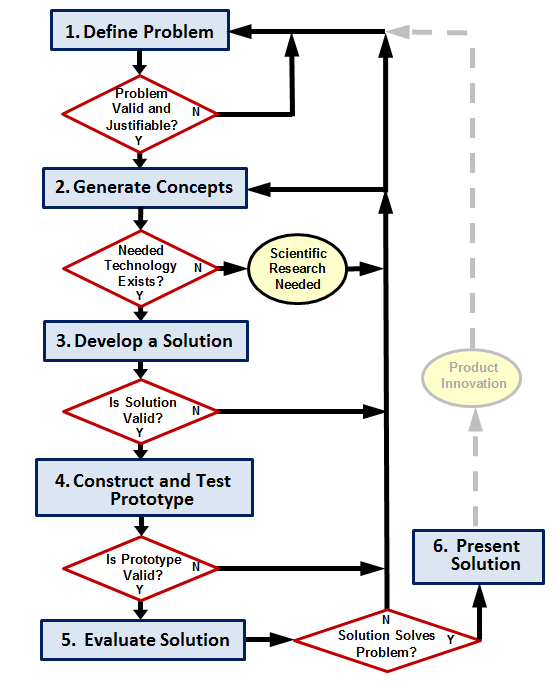 1. Define Problem
Problem
Valid and
Justifiable?
N
Y
2. Generate Concepts
Needed
Technology
Exists?
N
Y
Scientific
Research
Needed
3. Develop a Solution
Is Solution
Valid?
N
Y
Product
Innovation
4. Construct and Test
Prototype
Is Prototype
Valid?
N
Y
6. Present
Solution
5. Evaluate Solution
N
Solution Solves
Problem?
Y